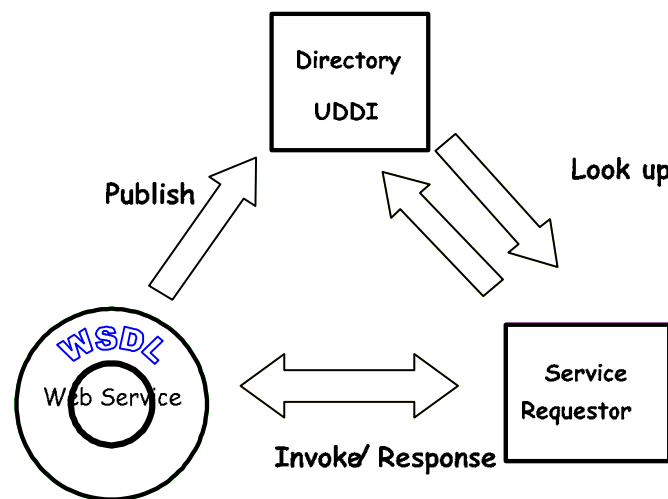 Directory
UDDI
Publish
Look up
WSDL
Web Service
Service
Requestor
Invoke/ Response